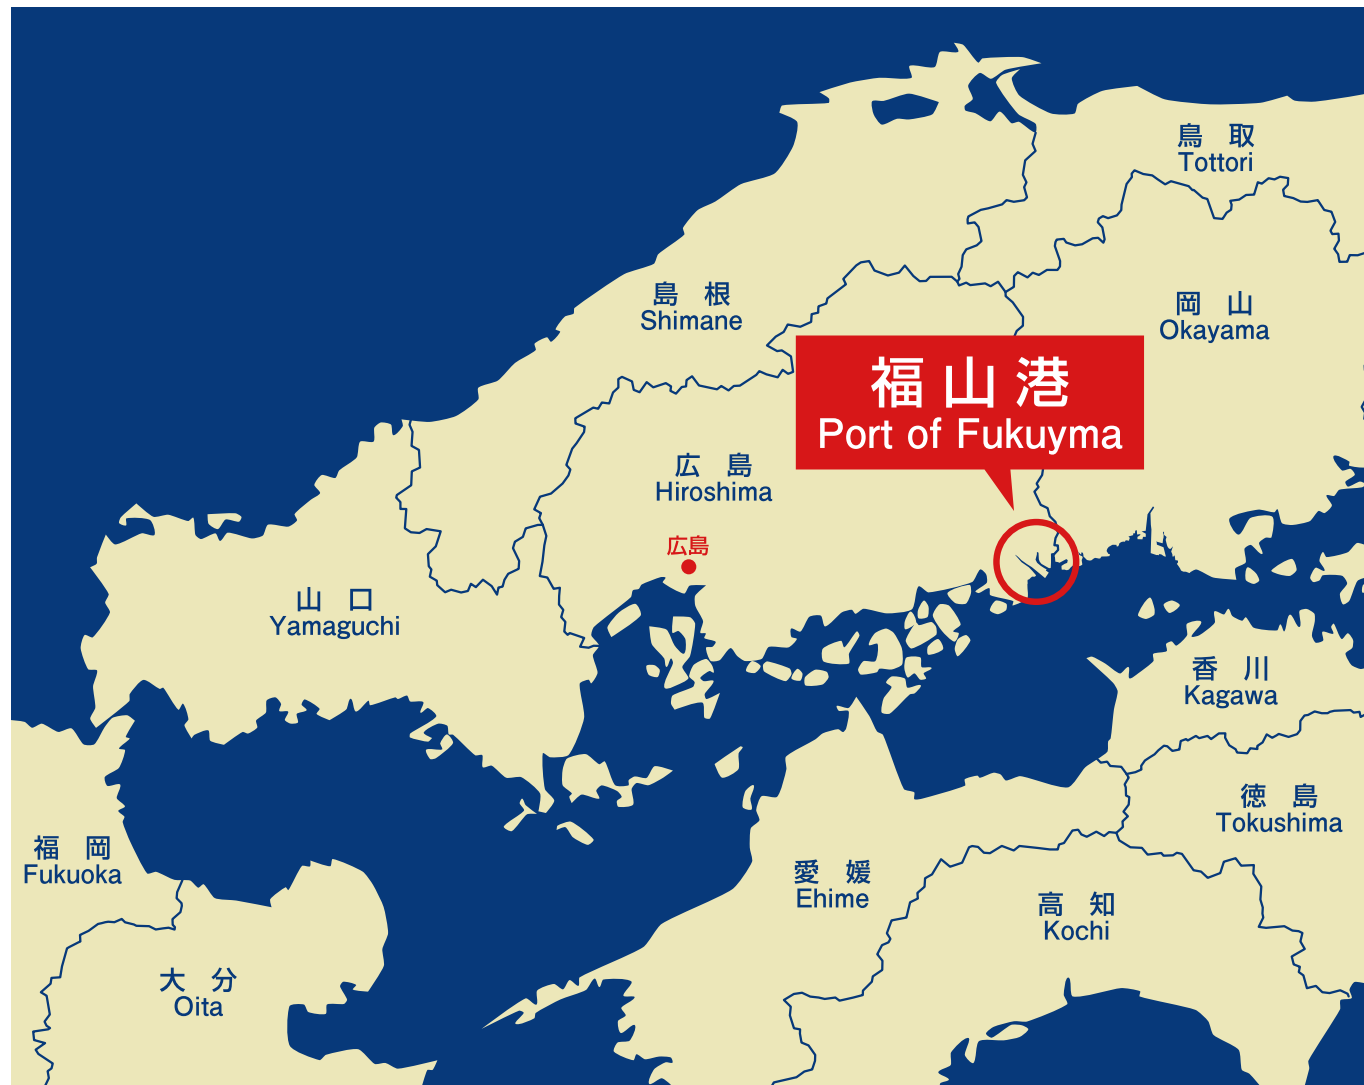 鳥 取
Tottori
島 根
Shimane
岡 山
Okayama
福山港
Port of Fukuyma
広 島
Hiroshima
広島
山 口
Yamaguchi
香 川
Kagawa
徳 島
Tokushima
福 岡
Fukuoka
愛 媛
Ehime
高 知
Kochi
大 分
Oita